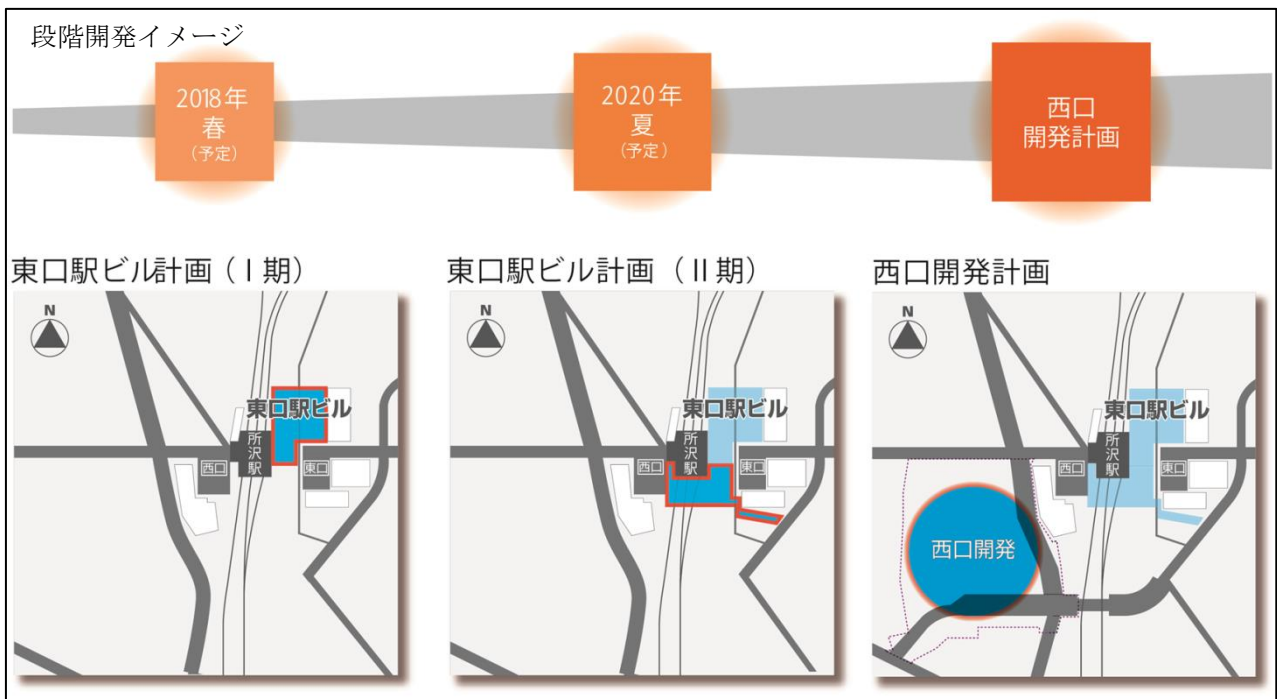 段階開発イメージ
2018年
春
（予定）
2020年
夏
（予定）
西口
開発計画
東口駅ビル計画（Ⅰ期）
N
東口駅ビル
所沢駅
西口
東口
東口駅ビル計画（Ⅱ期）
N
東口駅ビル
所沢駅
西口
東口
西口開発計画
N
東口駅ビル
所沢駅
西口
東口
西口開発